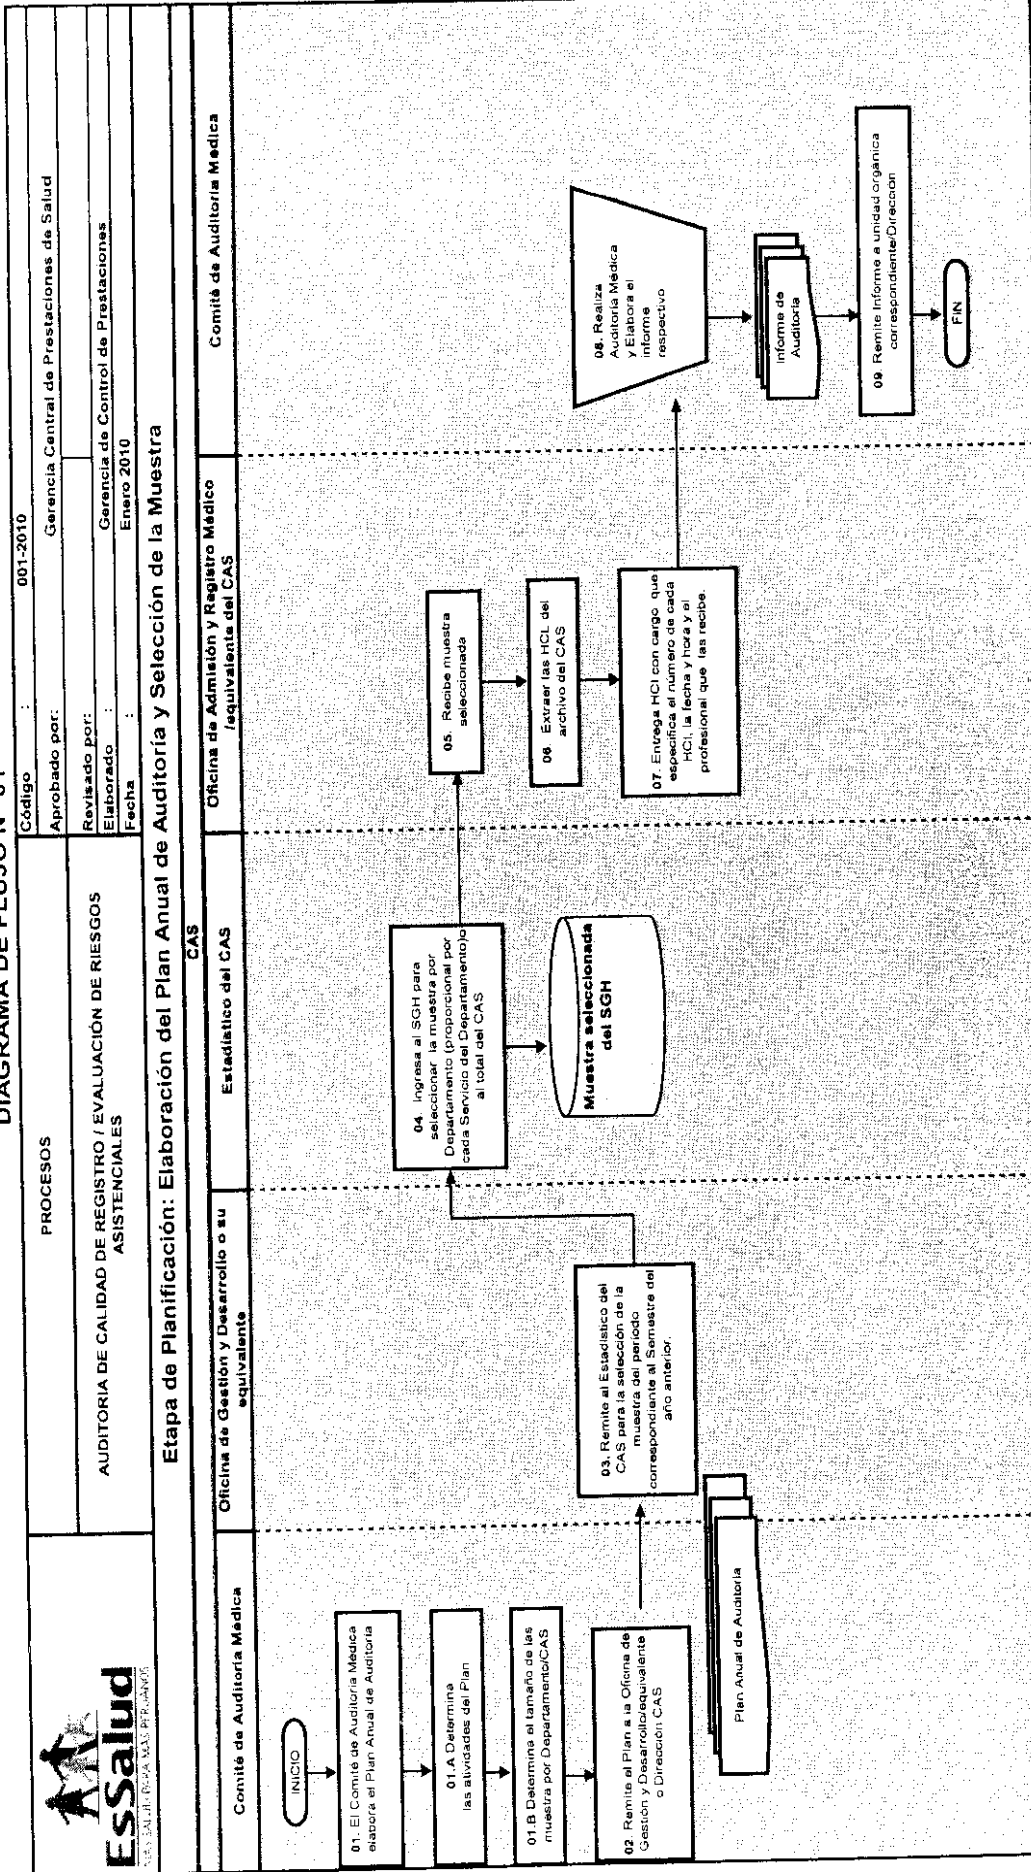 DIAGRAMA DE FLUJO N°
EsSalud
PROCESOS
AUDITORIA DE CALIDAD DE REGISTRO / EVALUACIÓN DE RIESGOS
ASISTENCIALES
Código : 001-2010
Aprobado por: Gerencia Central de Prestaciones de Salud
Revisado por:
Elaborado : Gerencia de Control de Prestaciones
Fecha : Enero 2010
Etapa de Planificación: Elaboración del Plan Anual de Auditoría y Selección de la Muestra
CAS
Comité de Auditoría Médica
Oficina de Gestión y Desarrollo o su
equivalente
Estadístico del CAS
Oficina de Admisión y Registro Médico
/equivalente del CAS
Comité de Auditoría Medica
INICIO
01. El Comité de Auditoría Medica
elabora el Plan Anual de Auditoría
01.A Determina
las atividades del Plan
01.B Determina el tamaño de las
muestra por Departamento/CAS
02. Remite el Plan a la Oficina de
Gestión y Desarrollo/equivalente
o Dirección CAS
Plan Anual de Auditoría
03. Remite al Estadístico del
CAS para la selección de la
muestra del periodo
correspondiente al Semestre del
año anterior.
04. Ingresa al SGH para
seleccionar la muestra por
Departamento (proporcional por
cada Servicio del Departamento)o
al total del CAS
Muestra seleccionada
del SGH
05. Recibe muestra
seleccionada
06. Extraer las HCL del
archivo del CAS
07. Entrega HCl con cargo que
especifica el número de cada
HCl, la fecha y hora y el
profesional que las recibe.
08. Realiza
Auditoría Médica
y Elabora el
informe
respectivo
Informe de
Auditoría
09. Remite Informe a unidad orgánica
correspondiente/Dirección
FIN